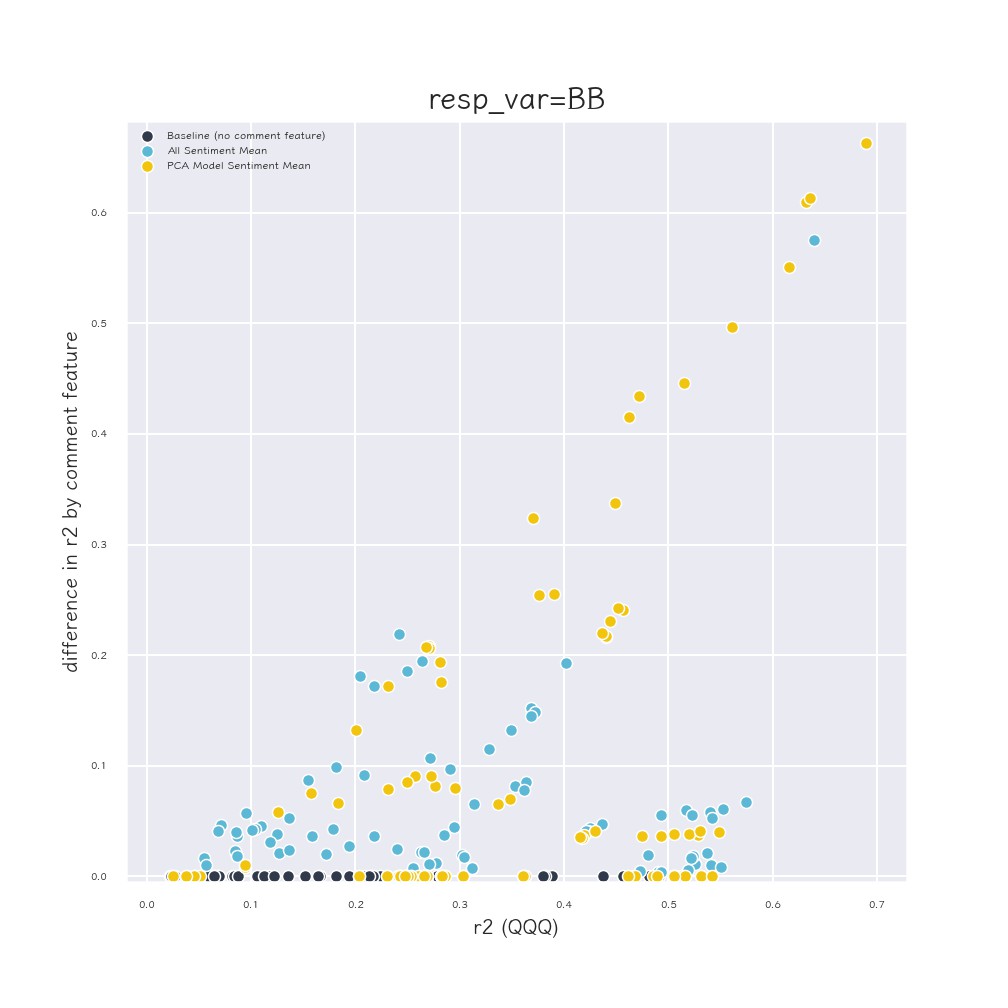 resp_var=BB
Baseline (no comment feature)
All Sentiment Mean
PCA Model Sentiment Mean
difference in r2 by comment feature
0.6
0.5
0.4
0.3
0.2
0.1
0.0
0.0 0.1 0.2 0.3 0.4 0.5 0.6 0.7
r2 (QQQ)